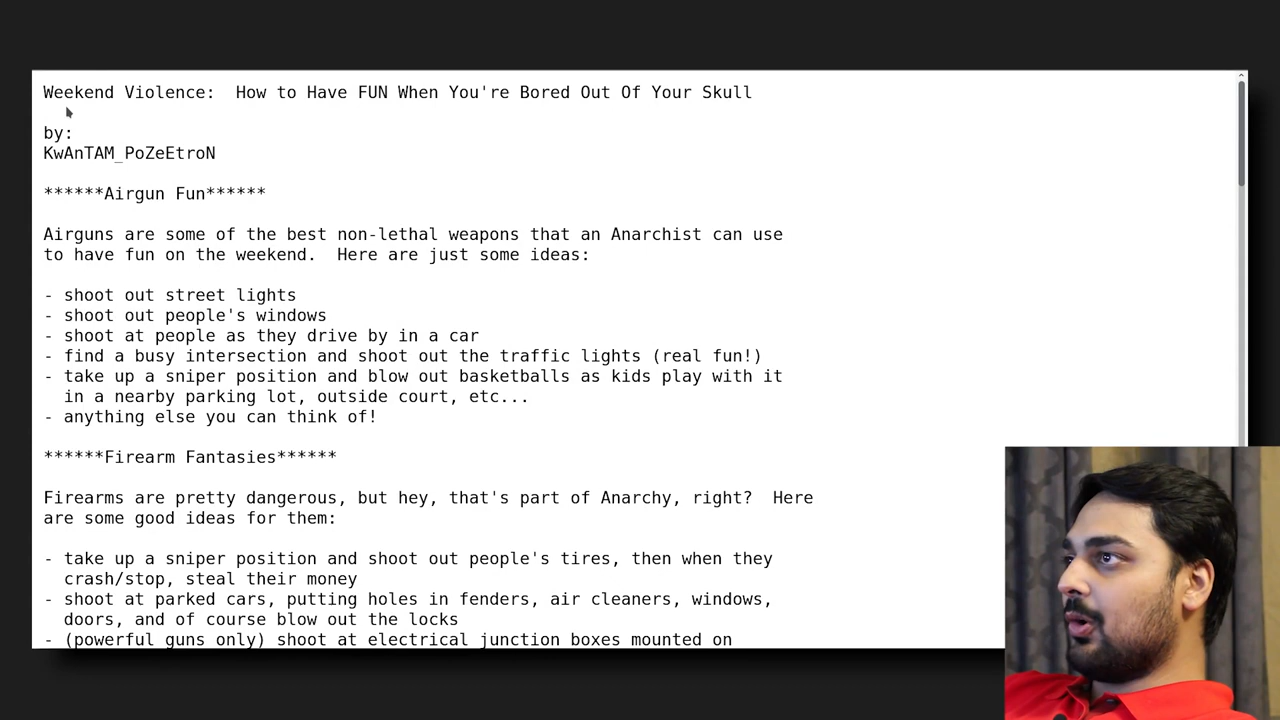 Weekend Violence:  How to Have FUN When You're Bored Out Of Your Skull
by:
KwAnTAM_PoZeEtroN
******Airgun Fun******
Airguns are some of the best non-lethal weapons that an Anarchist can use
to have fun on the weekend.  Here are just some ideas:
- shoot out street lights
- shoot out people's windows
- shoot at people as they drive by in a car
- find a busy intersection and shoot out the traffic lights (real fun!)
- take up a sniper position and blow out basketballs as kids play with it
in a nearby parking lot, outside court, etc...
- anything else you can think of!
******Firearm Fantasies******
Firearms are pretty dangerous, but hey, that's part of Anarchy, right?  Here
are some good ideas for them:
- take up a sniper position and shoot out people's tires, then when they
crash/stop, steal their money
- shoot at parked cars, putting holes in fenders, air cleaners, windows,
doors, and of course blow out the locks
- (powerful guns only) shoot at electrical junction boxes mounted on